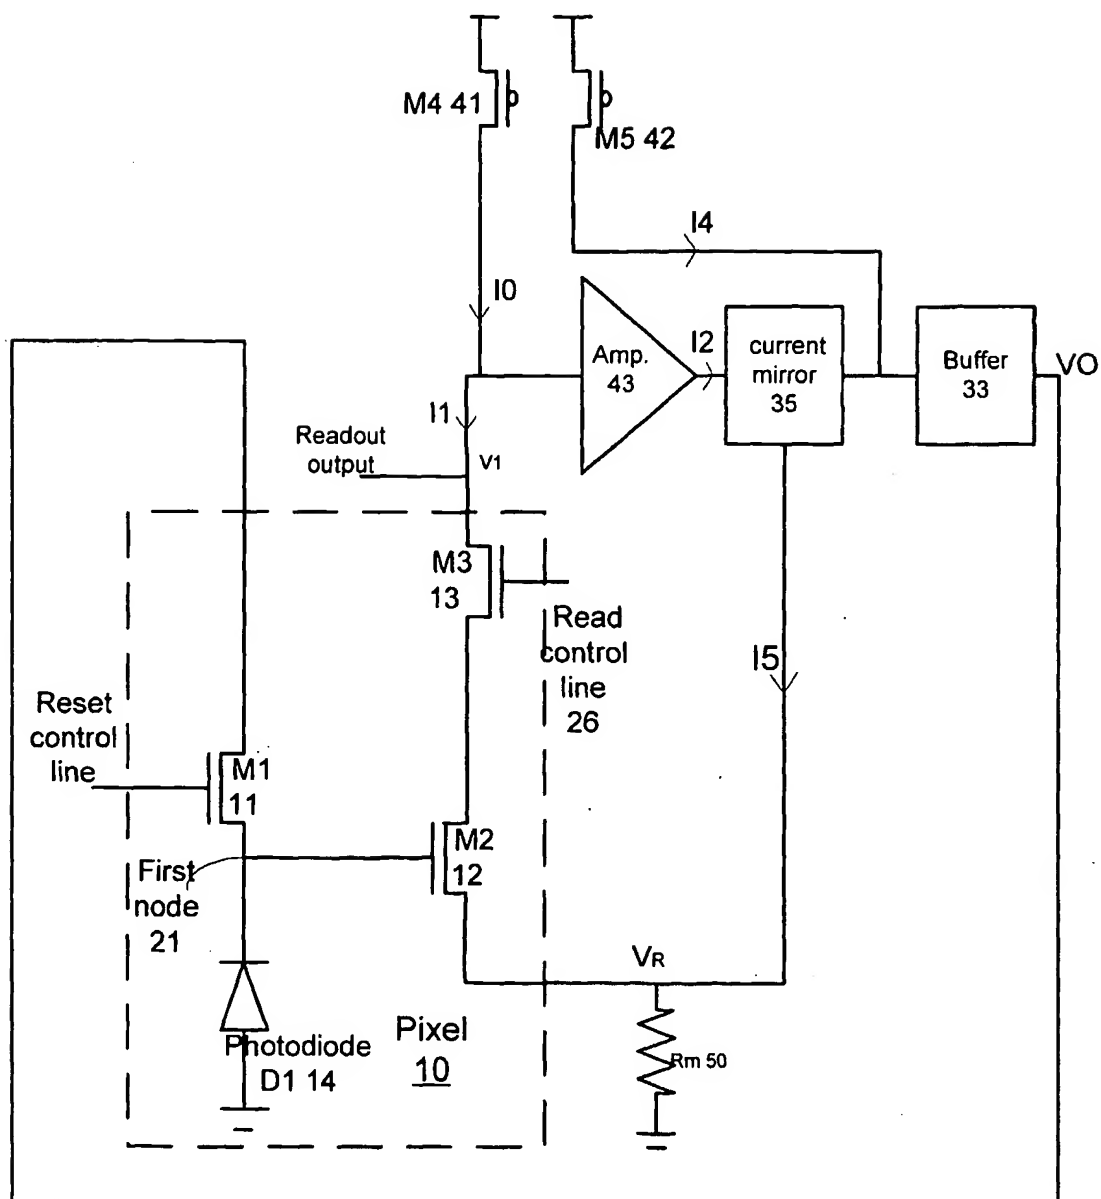 M4 41
M5 42
I4
I0
I1
Readout
output
V1
Amp.
43
I2
current
mirror
35
Buffer
33
VO
M3
13
Read
control
line
26
I5
Reset
control
line
M1
11
M2
12
First
node
21
VR
Rm 50
Photodiode
D1 14
Pixel
10